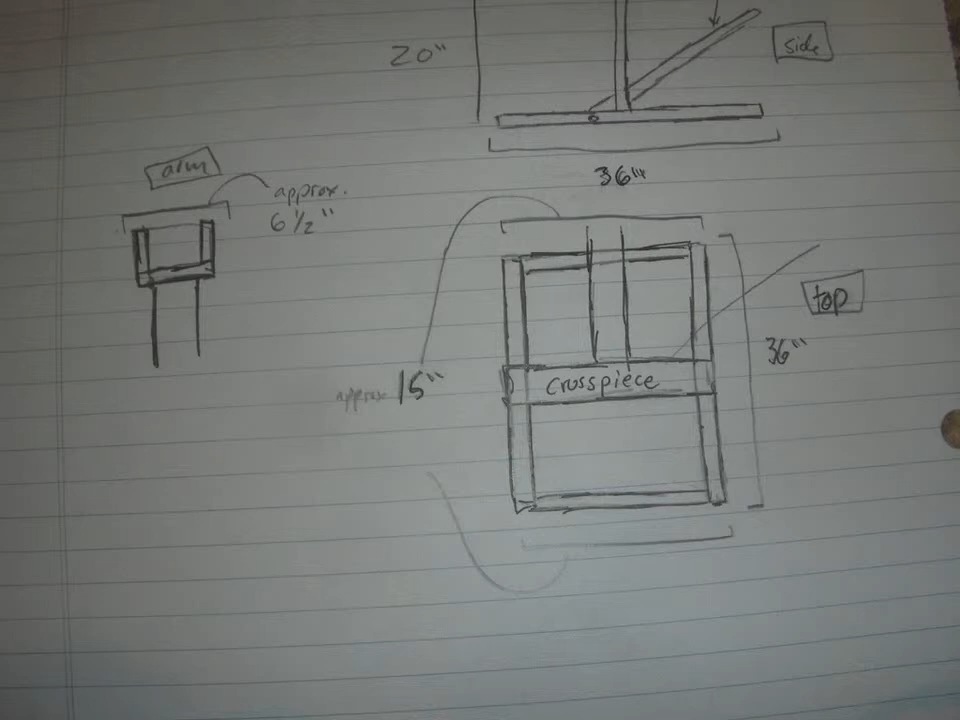 20"
side
36"
arm
approx.
6 1/2"
top
36"
crosspiece
approx 15"